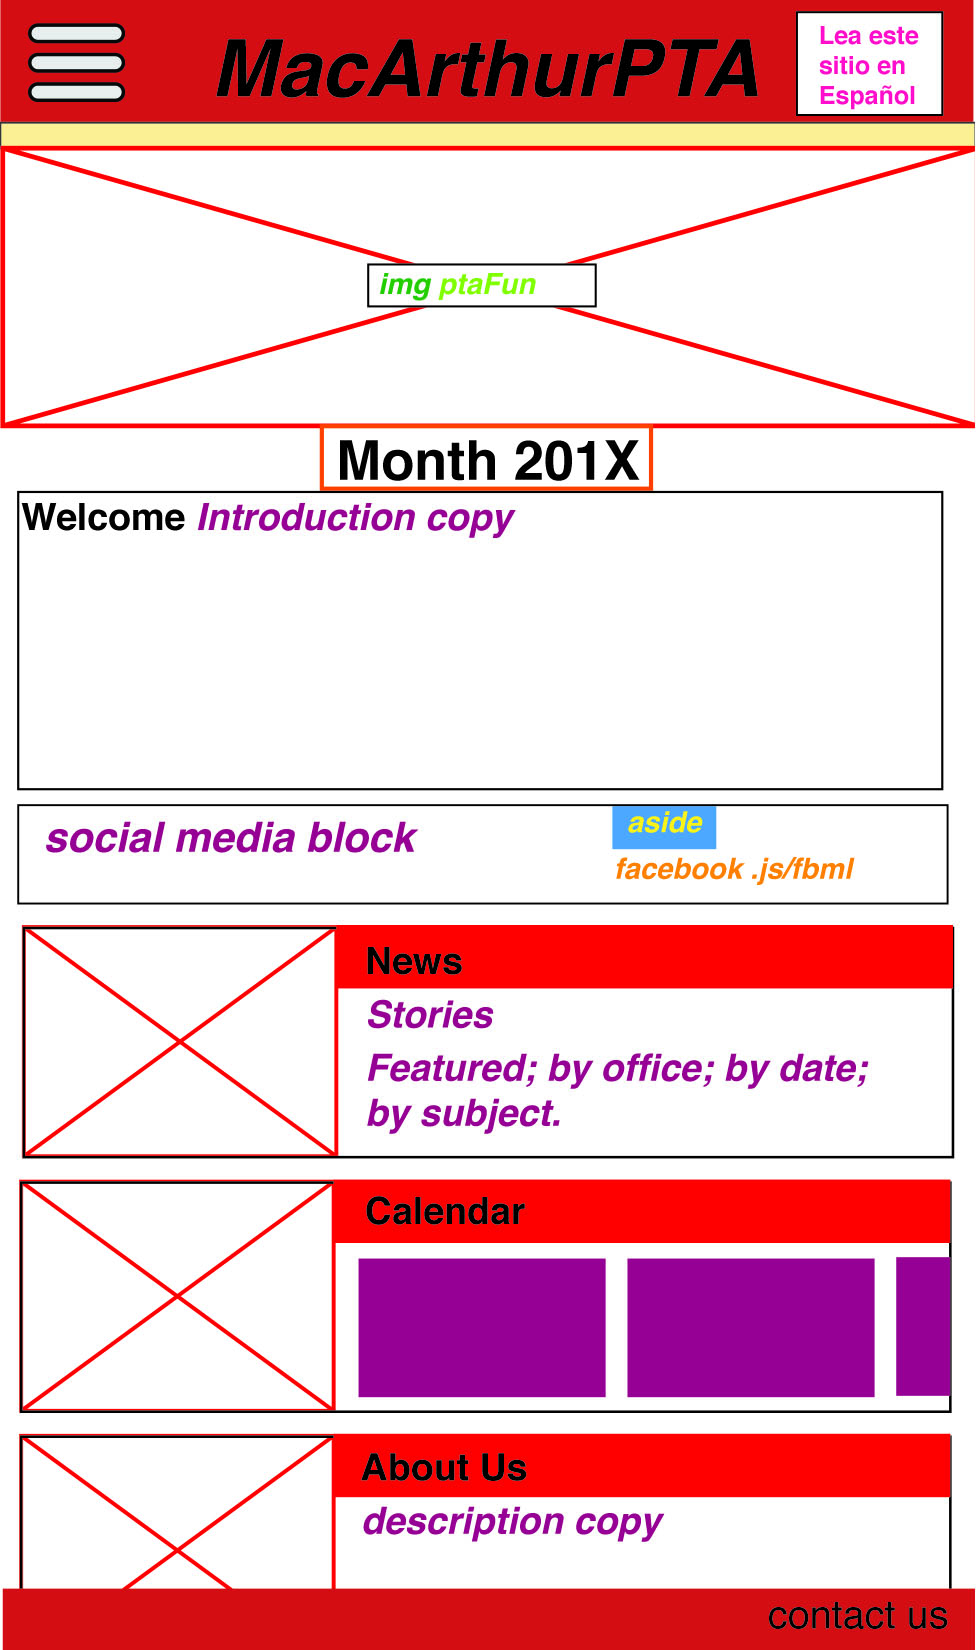 MacArthurPTA
Lea este
sitio en
Español
img ptaFun
Month 201X
Welcome Introduction copy
social media block
aside
facebook .js/fbml
News
Stories
Featured; by office; by date;
by subject.
Calendar
About Us
description copy
contact us